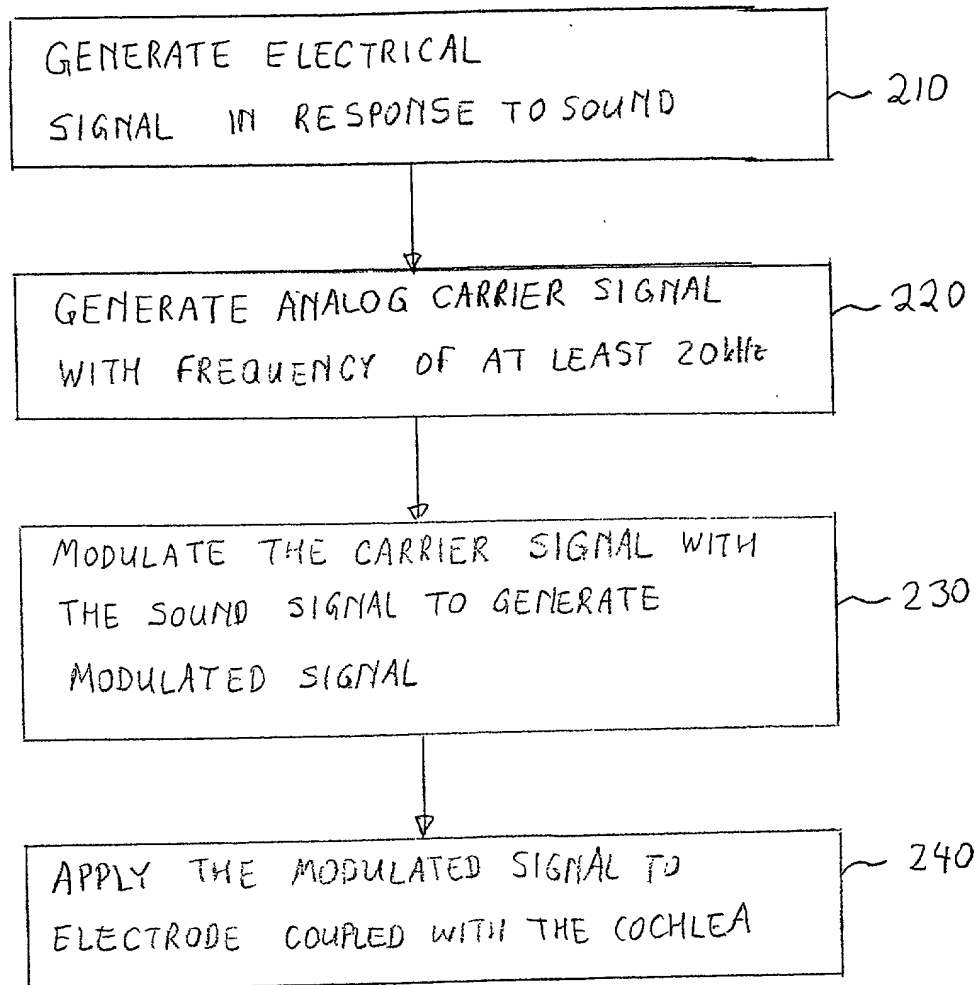 GENERATE ELECTRICAL
SIGNAL IN RESPONSE TO SOUND
210
GENERATE ANALOG CARRIER SIGNAL
WITH FREQUENCY OF AT LEAST 20kHz
220
MODULATE THE CARRIER SIGNAL WITH
THE SOUND SIGNAL TO GENERATE
MODULATED SIGNAL
230
APPLY THE MODULATED SIGNAL TO
ELECTRODE COUPLED WITH THE COCHLEA
240